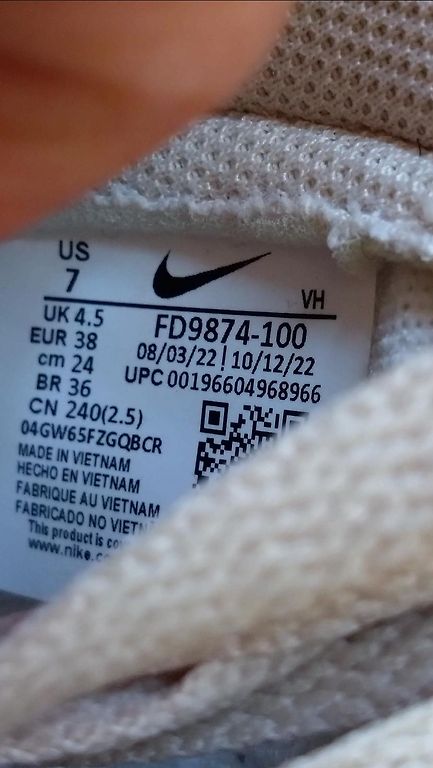 US
7
VH
UK 4.5
EUR 38
cm 24
BR 36
CN 240(2.5)
04GW65FZGQBCR
FD9874-100
08/03/22 | 10/12/22
UPC 00196604968966
MADE IN VIETNAM
HECHO EN VIETNAM
FABRIQUE AU VIETNAM
FABRICADO NO
This product is
www.nike.